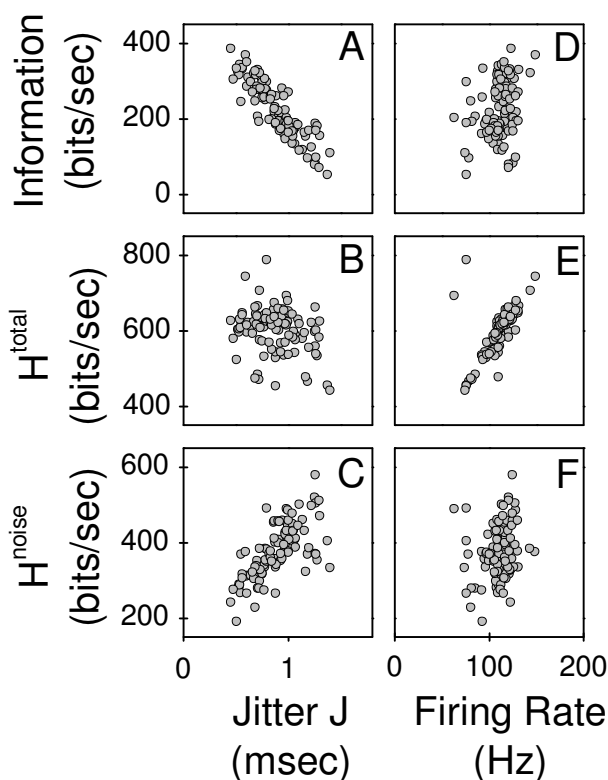 Information
(bits/sec)
400
200
0
A
D
H^total
(bits/sec)
800
600
400
B
E
H^noise
(bits/sec)
600
400
200
C
F
0
1
0
100
200
Jitter J
(msec)
Firing Rate
(Hz)